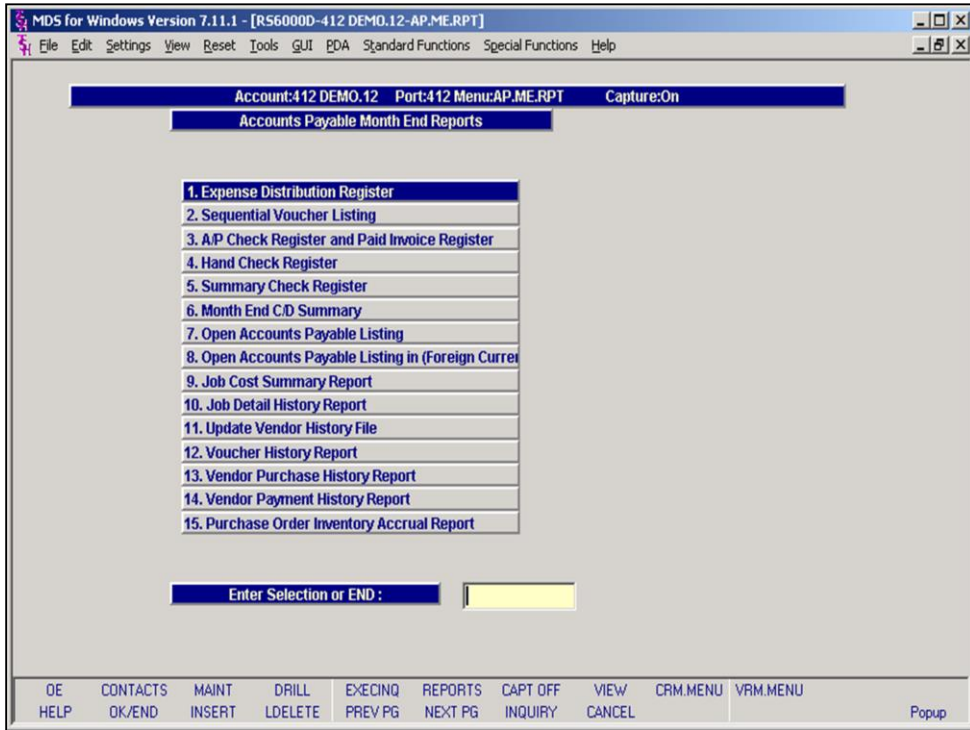 MDS for Windows Version 7.11.1 - [RS6000D-412 DEMO.12-AP.ME.RPT]
File Edit Settings View Reset Tools GUI PDA Standard Functions Special Functions Help
Account:412 DEMO.12 Port:412 Menu:AP.ME.RPT Capture:On
Accounts Payable Month End Reports
1. Expense Distribution Register
2. Sequential Voucher Listing
3. A/P Check Register and Paid Invoice Register
4. Hand Check Register
5. Summary Check Register
6. Month End C/D Summary
7. Open Accounts Payable Listing
8. Open Accounts Payable Listing in (Foreign Curren
9. Job Cost Summary Report
10. Job Detail History Report
11. Update Vendor History File
12. Voucher History Report
13. Vendor Purchase History Report
14. Vendor Payment History Report
15. Purchase Order Inventory Accrual Report
Enter Selection or END :
OE CONTACTS MAINT DRILL EXECINQ REPORTS CAPT OFF VIEW CRM.MENU VRM.MENU
HELP OK/END INSERT LDELETE PREV PG NEXT PG INQUIRY CANCEL Popup